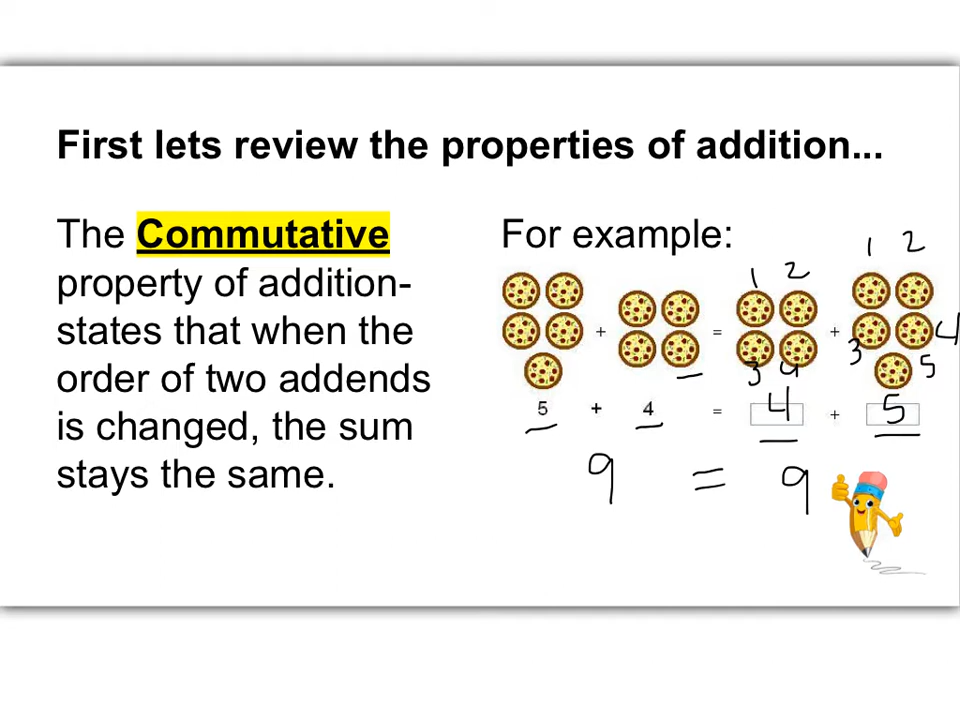 First lets review the properties of addition...
The Commutative
property of addition-
states that when the
order of two addends
is changed, the sum
stays the same.
For example:
1 2
1 2
+ = +
3 4
3 4
5
5 + 4 = 4 + 5
9 = 9